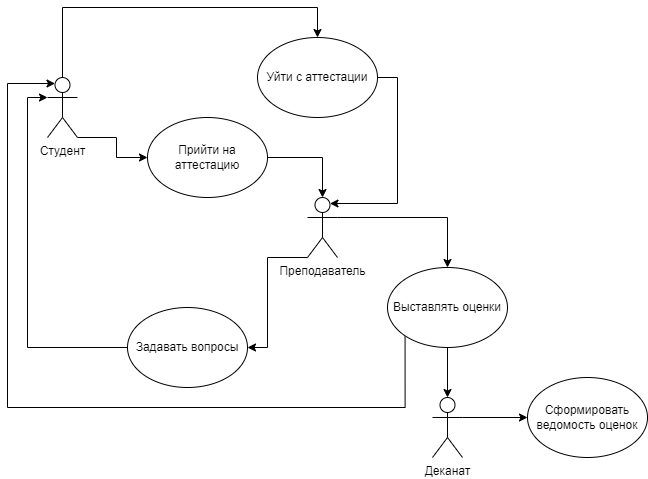 Уйти с аттестации
Студент
Прийти на
аттестацию
Преподаватель
Выставлять оценки
Задавать вопросы
Сформировать
ведомость оценок
Деканат